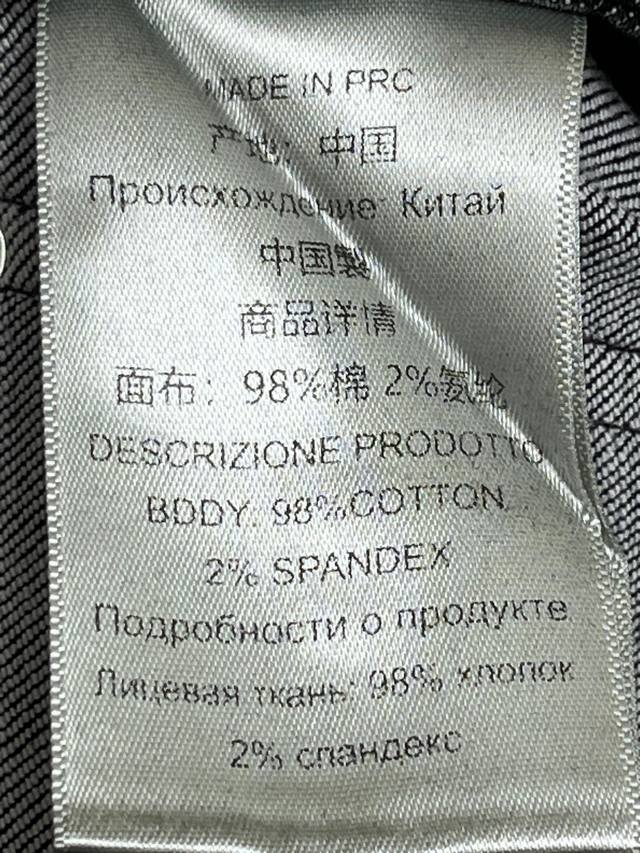 MADE IN PRC
产地: 中国
Происхождение: Китай
中国製
商品详情
面布: 98%棉 2%氨纶
DESCRIZIONE PRODOTTO
BODY: 98%COTTON
2% SPANDEX
Подробности о продукте
Лицевая ткань: 98% хлопок
2% спандекс